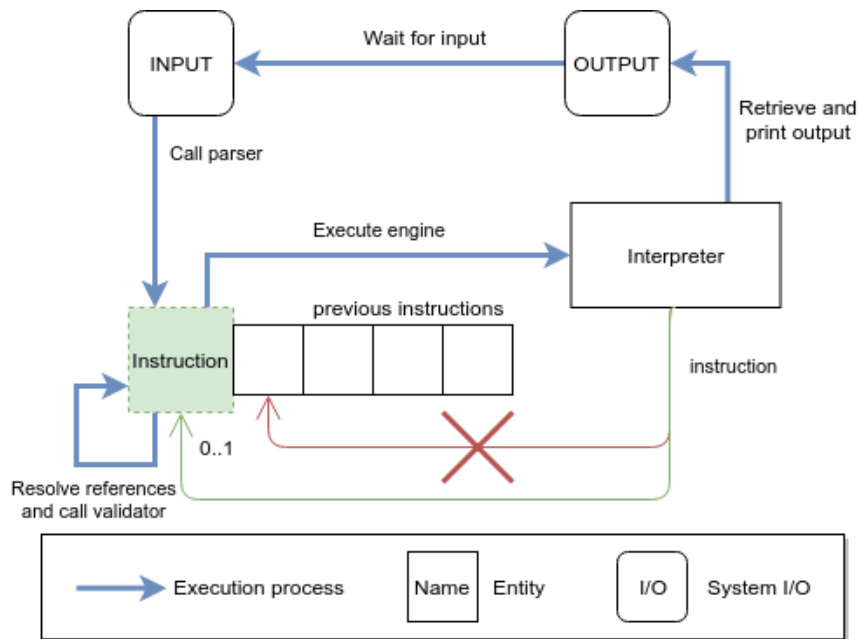 Wait for input
INPUT
OUTPUT
Retrieve and
print output
Call parser
Execute engine
Interpreter
previous instructions
Instruction
instruction
0..1
Resolve references
and call validator
Execution process
Name
Entity
I/O
System I/O